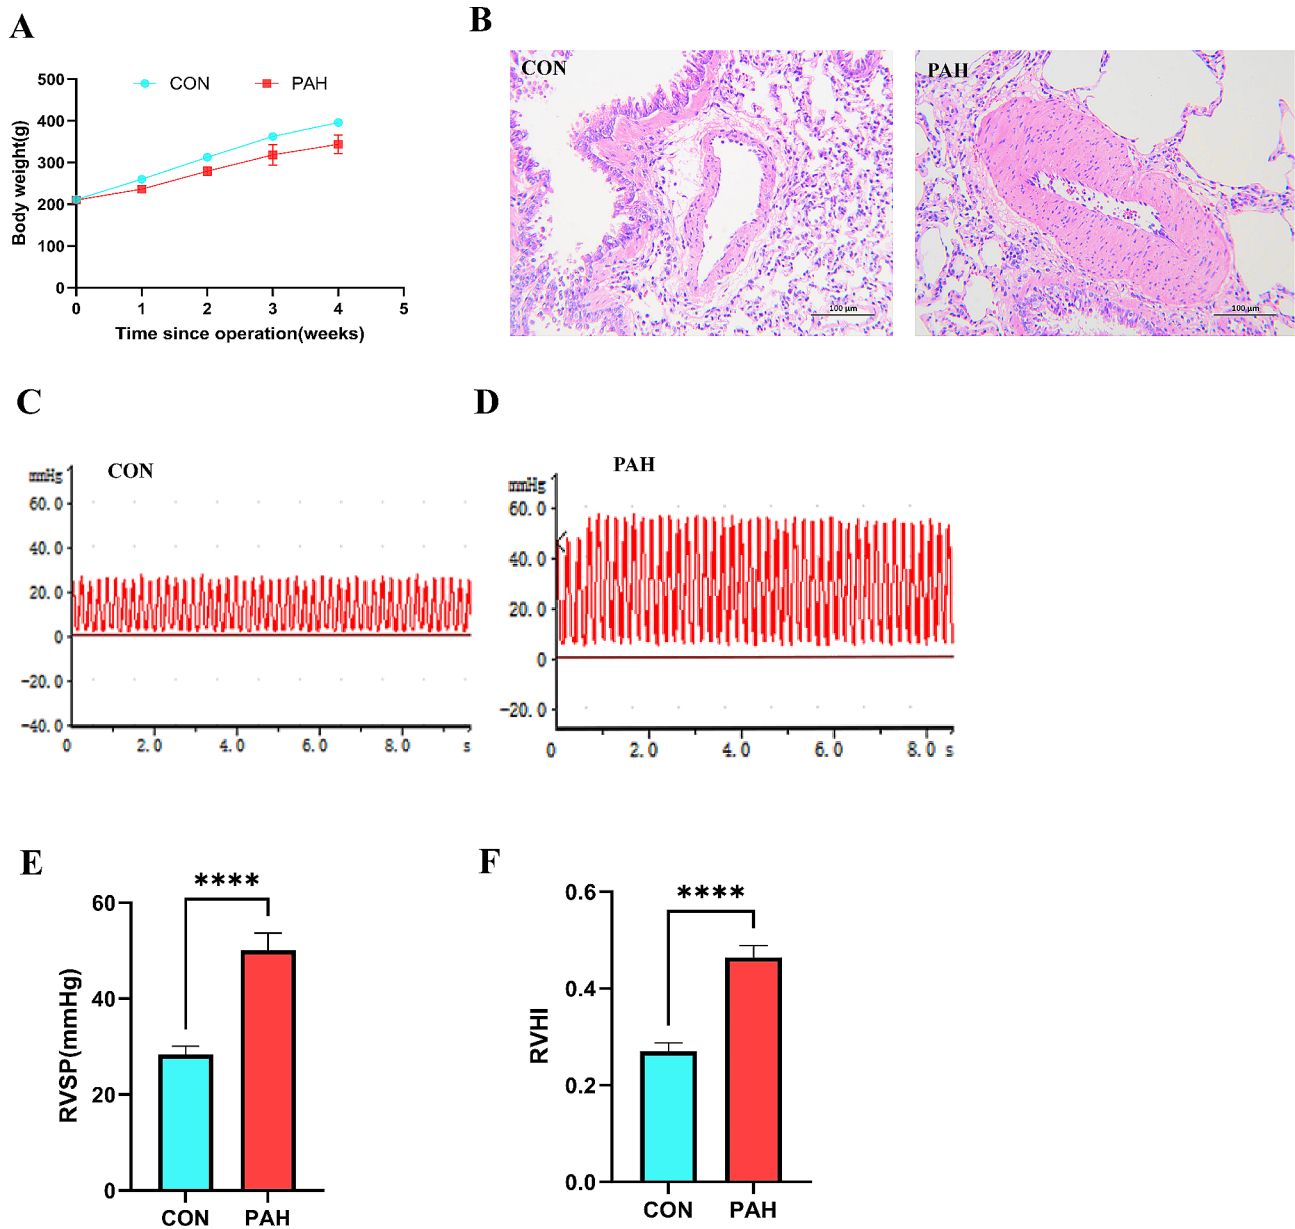 A
CON PAH
500
400
300
200
100
0
Body weight(g)
0 1 2 3 4 5
Time since operation(weeks)
B
CON
100 μm
PAH
100 μm
C
CON
mmHg
60.0
40.0
20.0
0
-20.0
-40.0
0 2.0 4.0 6.0 8.0 s
D
PAH
mmHg
60.0
40.0
20.0
0
-20.0
0 2.0 4.0 6.0 8.0 s
E
****
60
40
20
0
RVSP(mmHg)
CON PAH
F
****
0.6
0.4
0.2
0.0
RVHI
CON PAH